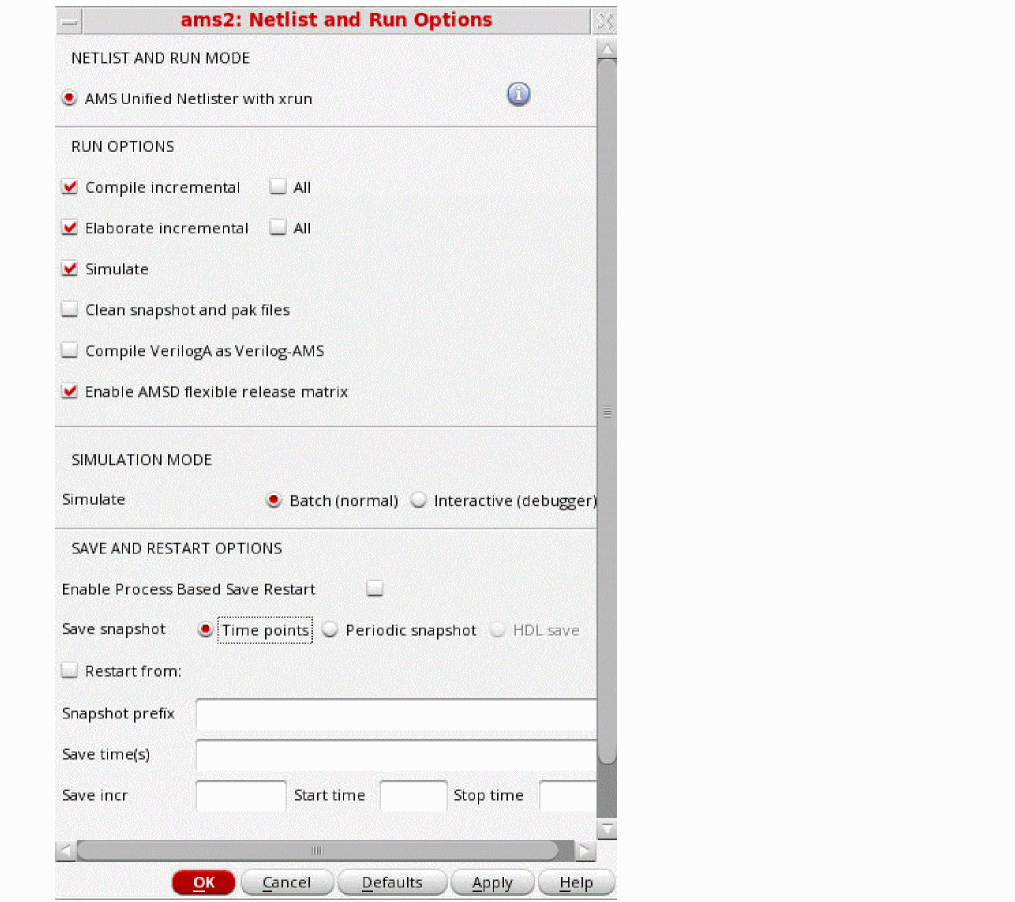 ams2: Netlist and Run Options
NETLIST AND RUN MODE
AMS Unified Netlister with xrun
RUN OPTIONS
Compile incremental All
Elaborate incremental All
Simulate
Clean snapshot and pak files
Compile VerilogA as Verilog-AMS
Enable AMSD flexible release matrix
SIMULATION MODE
Simulate Batch (normal) Interactive (debugger)
SAVE AND RESTART OPTIONS
Enable Process Based Save Restart
Save snapshot Time points Periodic snapshot HDL save
Restart from:
Snapshot prefix
Save time(s)
Save incr Start time Stop time
OK Cancel Defaults Apply Help